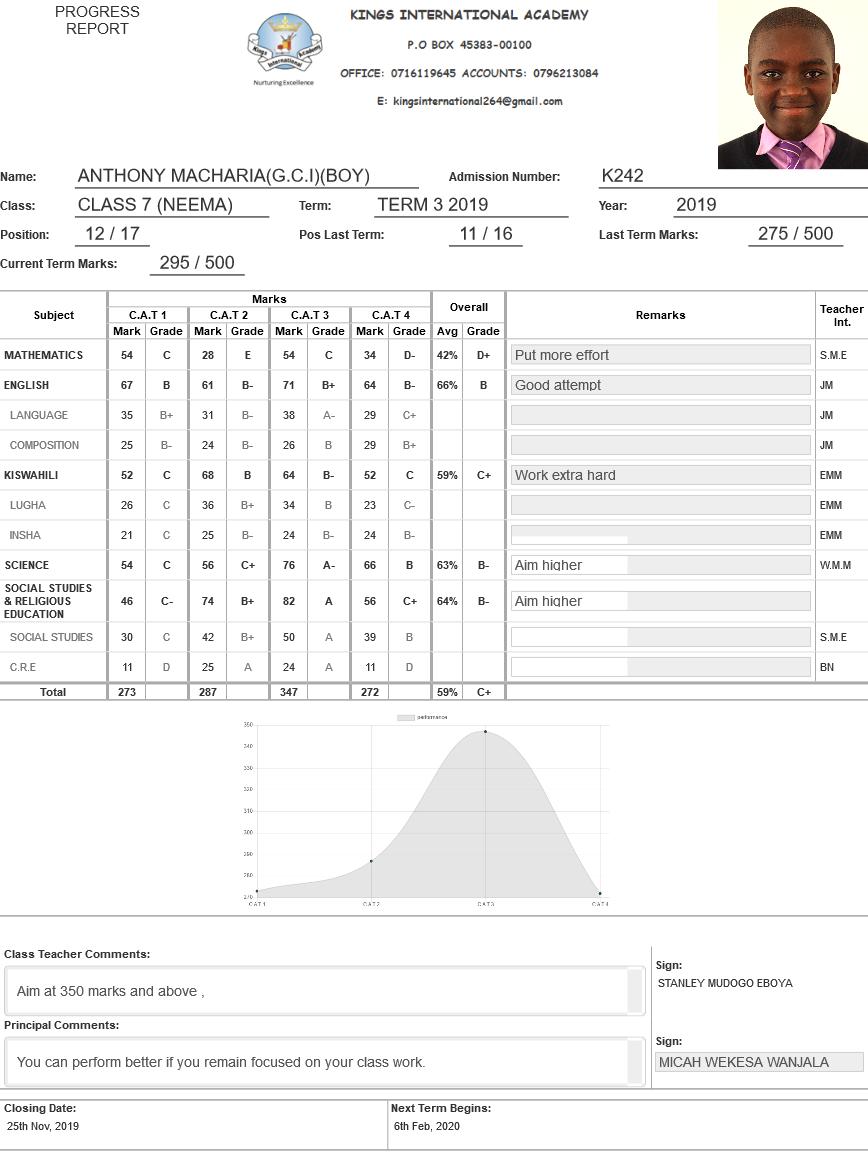 PROGRESS
REPORT
KINGS INTERNATIONAL ACADEMY
P.O BOX 45383-00100
OFFICE: 0716119645 ACCOUNTS: 0796213084
E: kingsinternational264@gmail.com
Kings International Academy
Nurturing Excellence
Name: ANTHONY MACHARIA(G.C.I)(BOY) Admission Number: K242
Class: CLASS 7 (NEEMA) Term: TERM 3 2019 Year: 2019
Position: 12 / 17 Pos Last Term: 11 / 16 Last Term Marks: 275 / 500
Current Term Marks: 295 / 500
Subject Marks Overall Remarks Teacher Int.
C.A.T 1 C.A.T 2 C.A.T 3 C.A.T 4
Mark Grade Mark Grade Mark Grade Mark Grade Avg Grade
MATHEMATICS 54 C 28 E 54 C 34 D- 42% D+ Put more effort S.M.E
ENGLISH 67 B 61 B- 71 B+ 64 B- 66% B Good attempt JM
LANGUAGE 35 B+ 31 B- 38 A- 29 C+ JM
COMPOSITION 25 B- 24 B- 26 B 29 B+ JM
KISWAHILI 52 C 68 B 64 B- 52 C 59% C+ Work extra hard EMM
LUGHA 26 C 36 B+ 34 B 23 C- EMM
INSHA 21 C 25 B- 24 B- 24 B- EMM
SCIENCE 54 C 56 C+ 76 A- 66 B 63% B- Aim higher W.M.M
SOCIAL STUDIES
& RELIGIOUS
EDUCATION 46 C- 74 B+ 82 A 56 C+ 64% B- Aim higher
SOCIAL STUDIES 30 C 42 B+ 50 A 39 B S.M.E
C.R.E 11 D 25 A 24 A 11 D BN
Total 273 287 347 272 59% C+
performance
350
340
330
320
310
300
290
280
270
CAT1 CAT2 CAT3 CAT4
Class Teacher Comments:
Aim at 350 marks and above ,
Sign:
STANLEY MUDOGO EBOYA
Principal Comments:
You can perform better if you remain focused on your class work.
Sign:
MICAH WEKESA WANJALA
Closing Date: Next Term Begins:
25th Nov, 2019 6th Feb, 2020